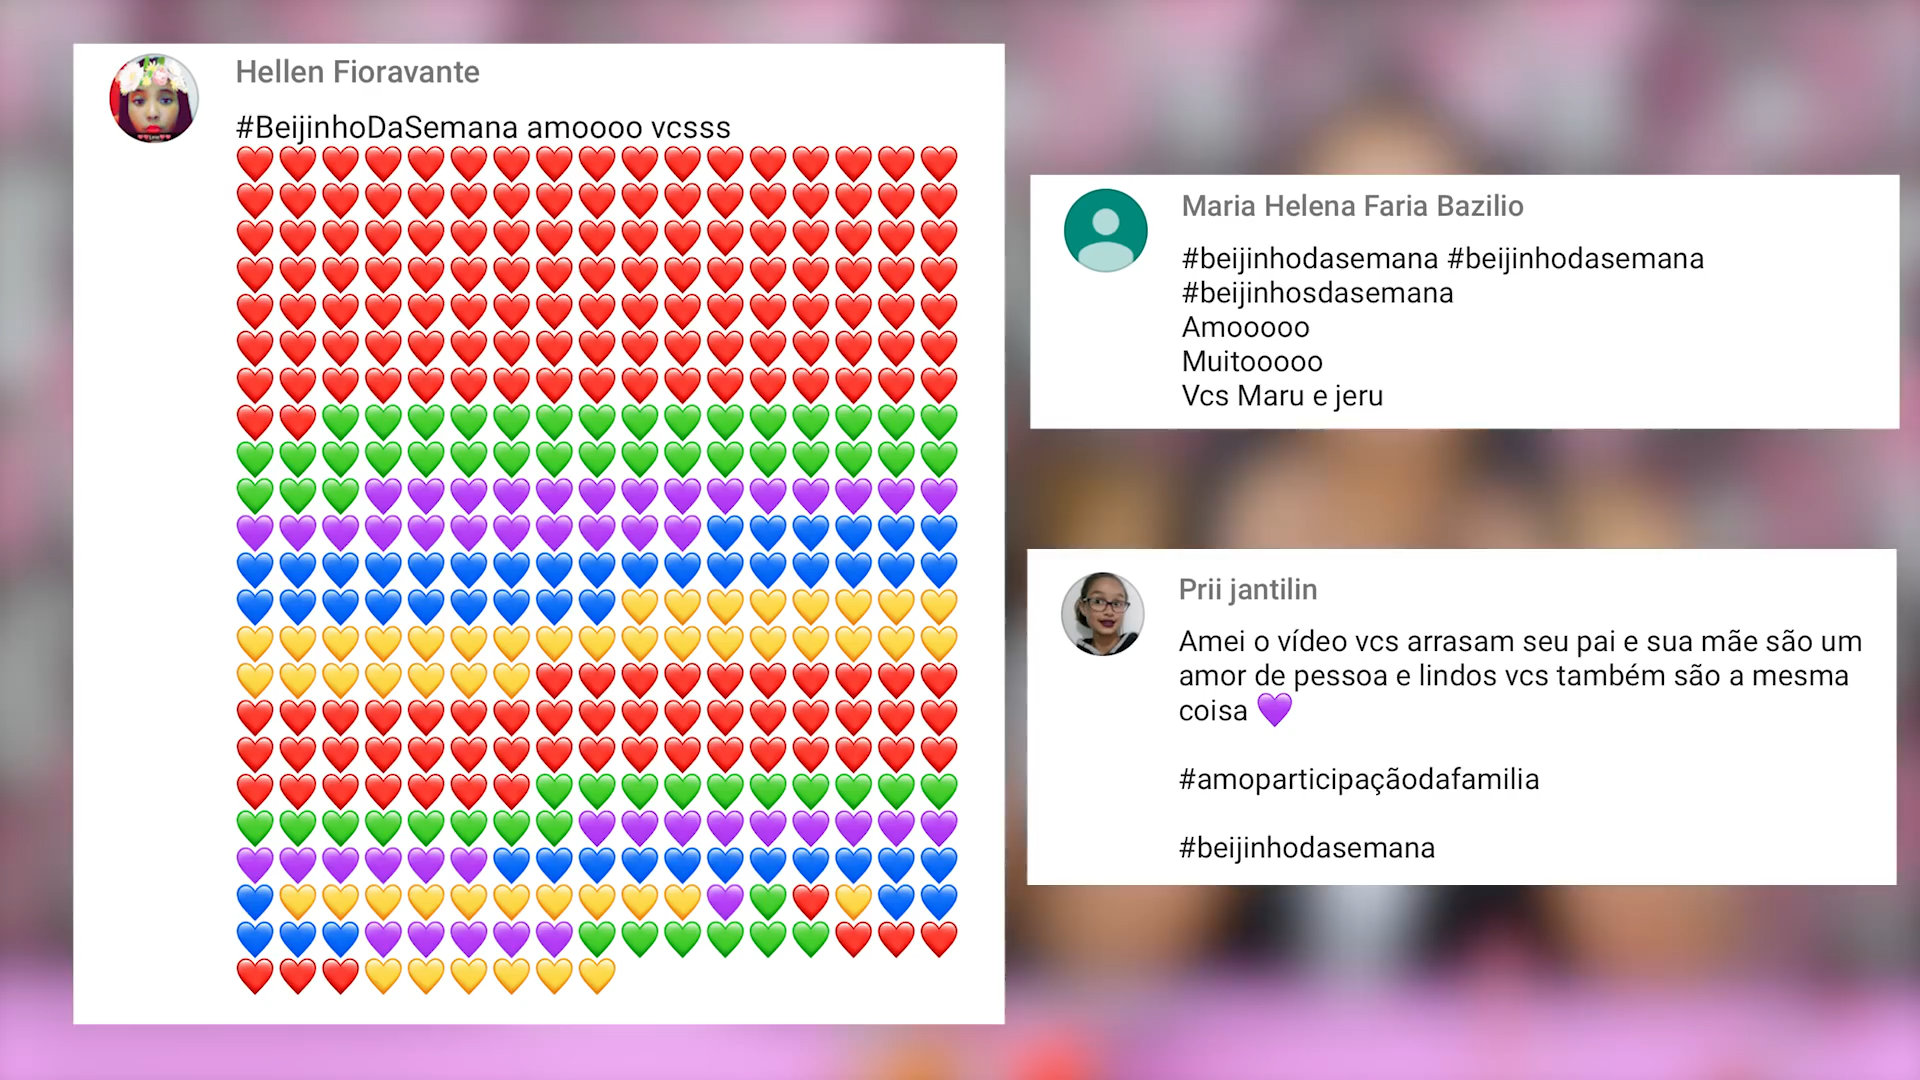 Hellen Fioravante
#BeijinhoDaSemana amoooo vcsss
❤️❤️❤️❤️❤️❤️❤️❤️❤️❤️❤️❤️❤️❤️❤️❤️❤️
❤️❤️❤️❤️❤️❤️❤️❤️❤️❤️❤️❤️❤️❤️❤️❤️❤️
❤️❤️❤️❤️❤️❤️❤️❤️❤️❤️❤️❤️❤️❤️❤️❤️❤️
❤️❤️❤️❤️❤️❤️❤️❤️❤️❤️❤️❤️❤️❤️❤️❤️❤️
❤️❤️❤️❤️❤️❤️❤️❤️❤️❤️❤️❤️❤️❤️❤️❤️❤️
❤️❤️❤️❤️❤️❤️❤️❤️❤️❤️❤️❤️❤️❤️❤️❤️❤️
❤️❤️❤️❤️❤️❤️❤️❤️❤️❤️❤️❤️❤️❤️❤️❤️❤️
❤️❤️💚💚💚💚💚💚💚💚💚💚💚💚💚💚💚
💚💚💚💚💚💚💚💚💚💚💚💚💚💚💚💚💚
💚💚💚💜💜💜💜💜💜💜💜💜💜💜💜💜💜
💜💜💜💜💜💜💜💜💜💜💜💙💙💙💙💙💙
💙💙💙💙💙💙💙💙💙💙💙💙💙💙💙💙💙
💙💙💙💙💙💙💙💙💙💛💛💛💛💛💛💛💛
💛💛💛💛💛💛💛💛💛💛💛💛💛💛💛💛💛
💛💛💛💛💛💛💛❤️❤️❤️❤️❤️❤️❤️❤️❤️❤️
❤️❤️❤️❤️❤️❤️❤️❤️❤️❤️❤️❤️❤️❤️❤️❤️❤️
❤️❤️❤️❤️❤️❤️❤️❤️❤️❤️❤️❤️❤️❤️❤️❤️❤️
❤️❤️❤️❤️❤️❤️❤️💚💚💚💚💚💚💚💚💚💚
💚💚💚💚💚💚💚💚💜💜💜💜💜💜💜💜💜
💜💜💜💜💜💜💙💙💙💙💙💙💙💙💙💙💙
💙💛💛💛💛💛💛💛💛💛💛💜💚❤️💛💙💙
💙💙💙💜💜💜💜💜💚💚💚💚💚💚❤️❤️❤️
❤️❤️❤️💛💛💛💛💛💛
Maria Helena Faria Bazilio
#beijinhodasemana #beijinhodasemana
#beijinhosdasemana
Amooooo
Muitooooo
Vcs Maru e jeru
Prii jantilin
Amei o vídeo vcs arrasam seu pai e sua mãe são um
amor de pessoa e lindos vcs também são a mesma
coisa 💜
#amoparticipaçãodafamilia
#beijinhodasemana